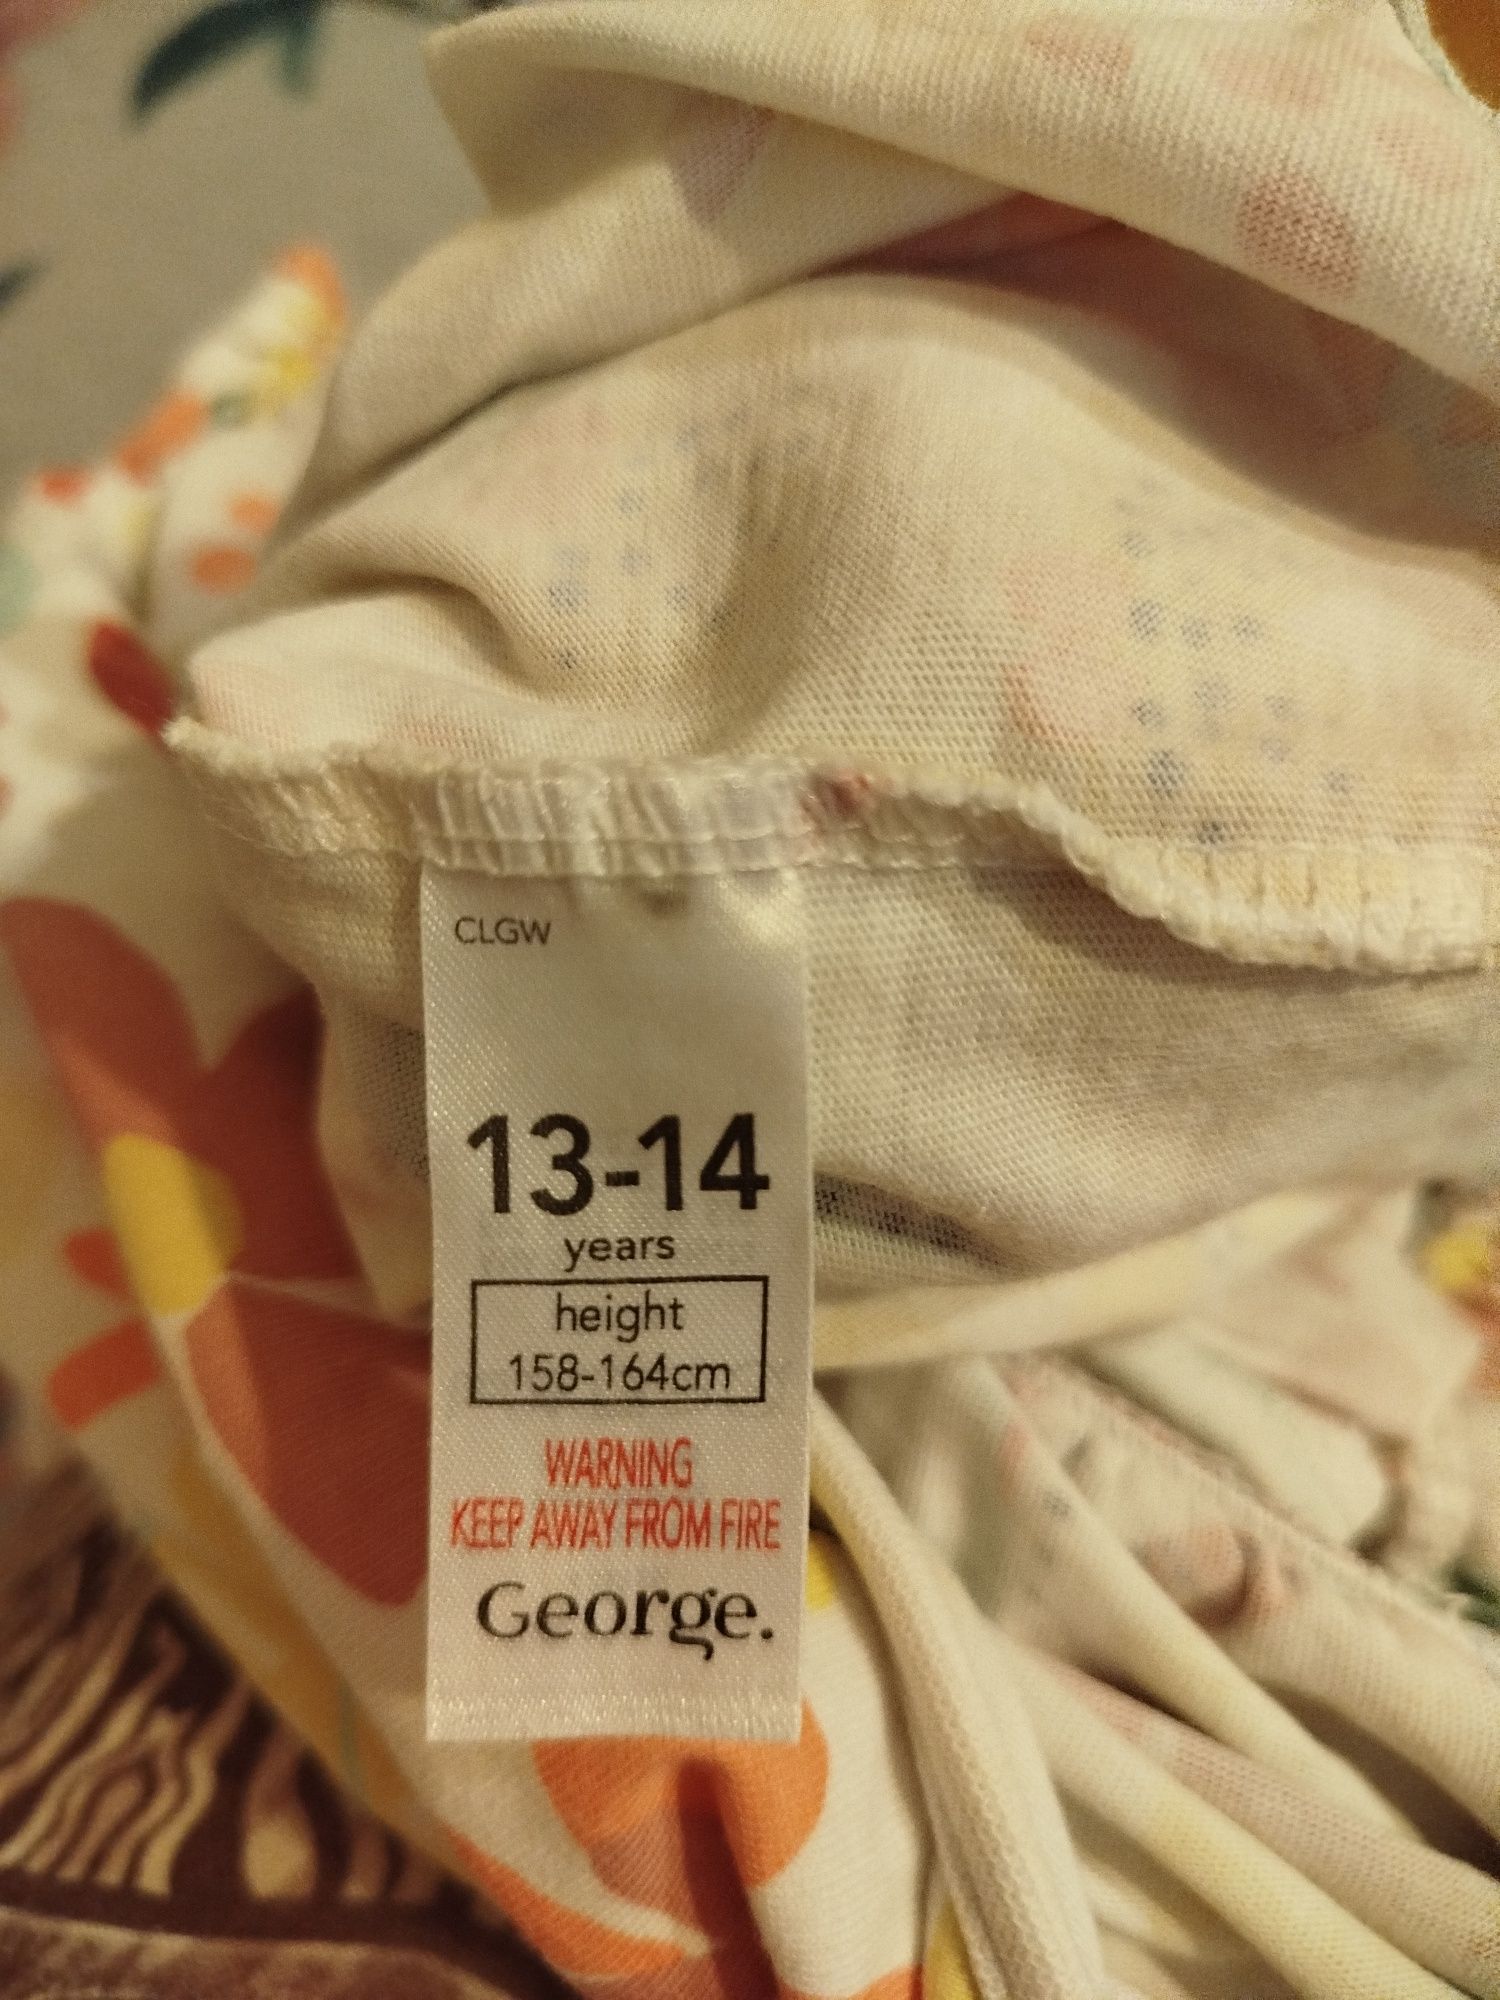 CLGW
13-14
years
height
158-164cm
WARNING
KEEP AWAY FROM FIRE
George.